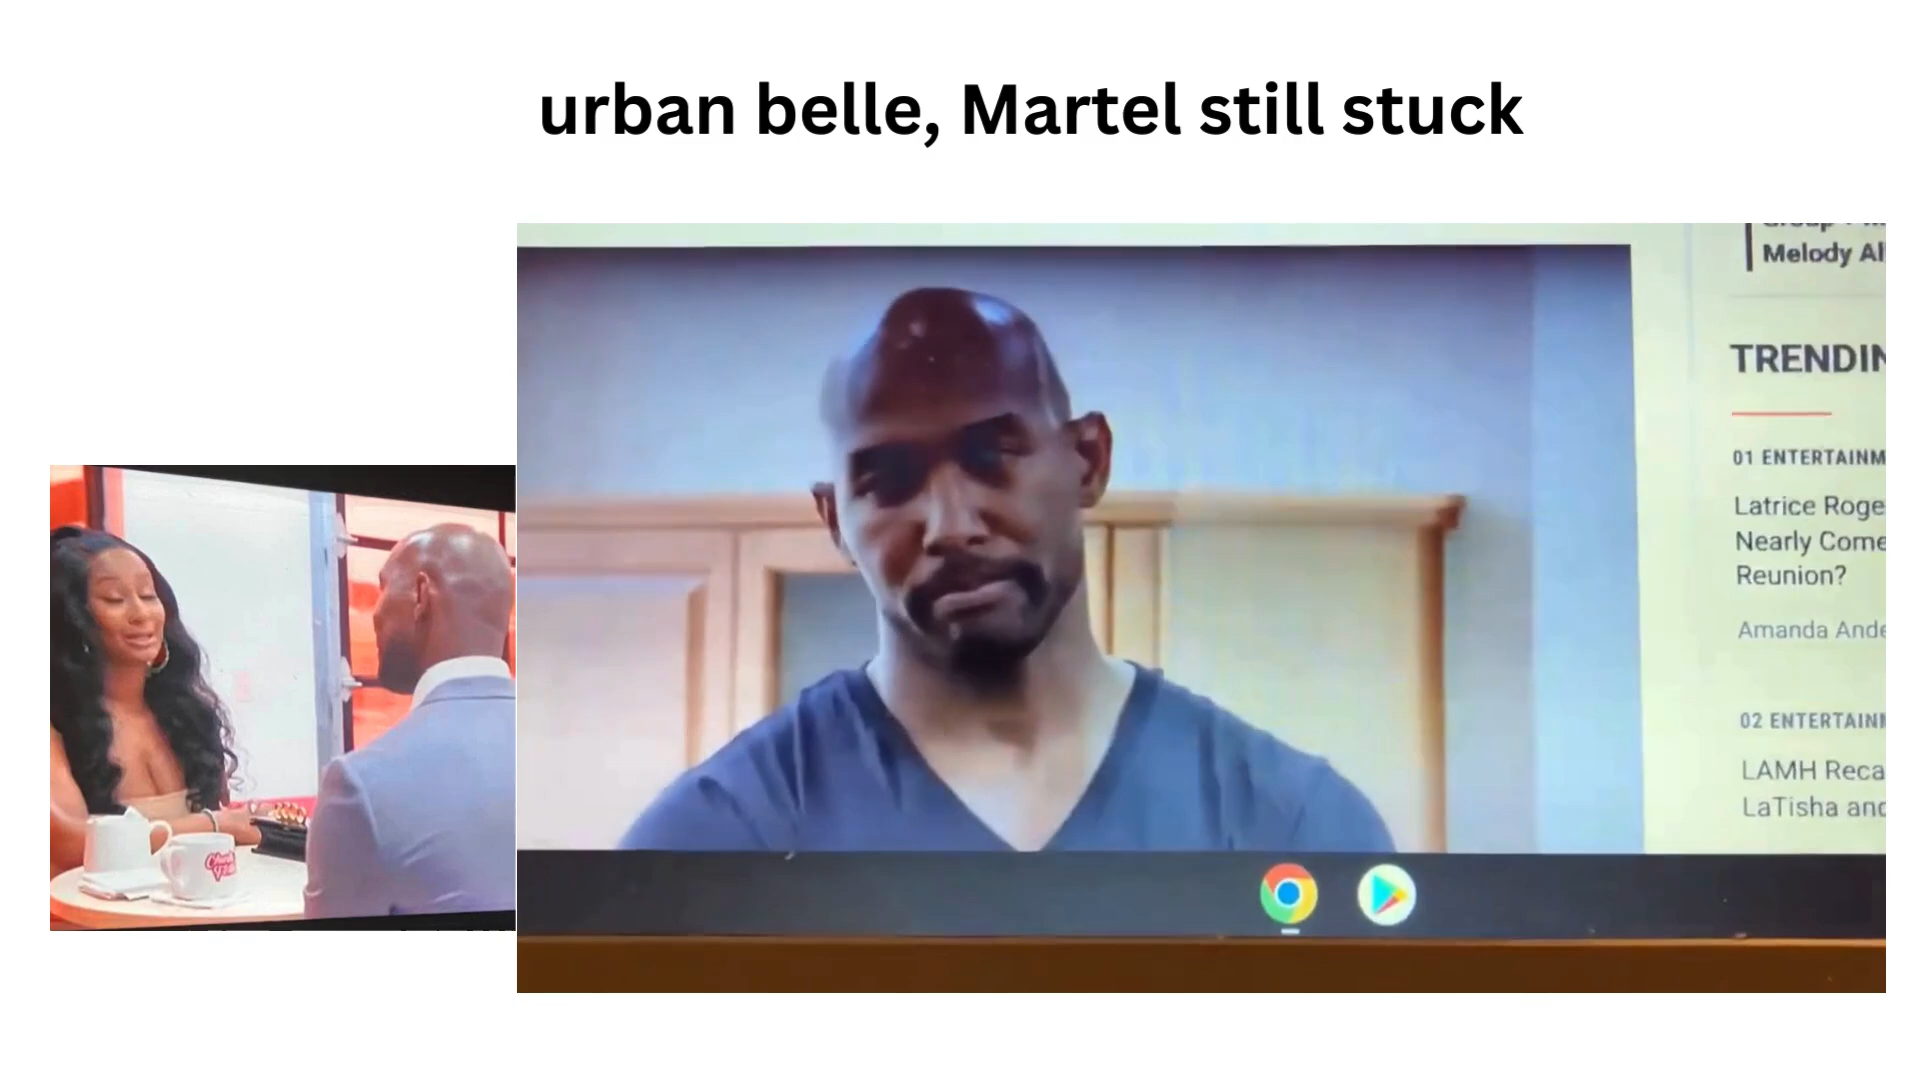 urban belle, Martel still stuck
Melody Al
TRENDIN
01 ENTERTAINM
Latrice Roge
Nearly Come
Reunion?
Amanda Ande
02 ENTERTAINM
LAMH Reca
LaTisha and